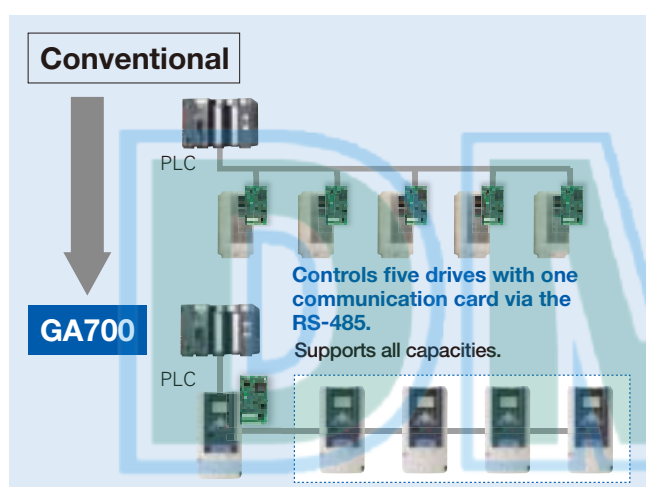 Conventional
PLC
Controls five drives with one
communication card via the
RS-485.
GA700
Supports all capacities.
PLC